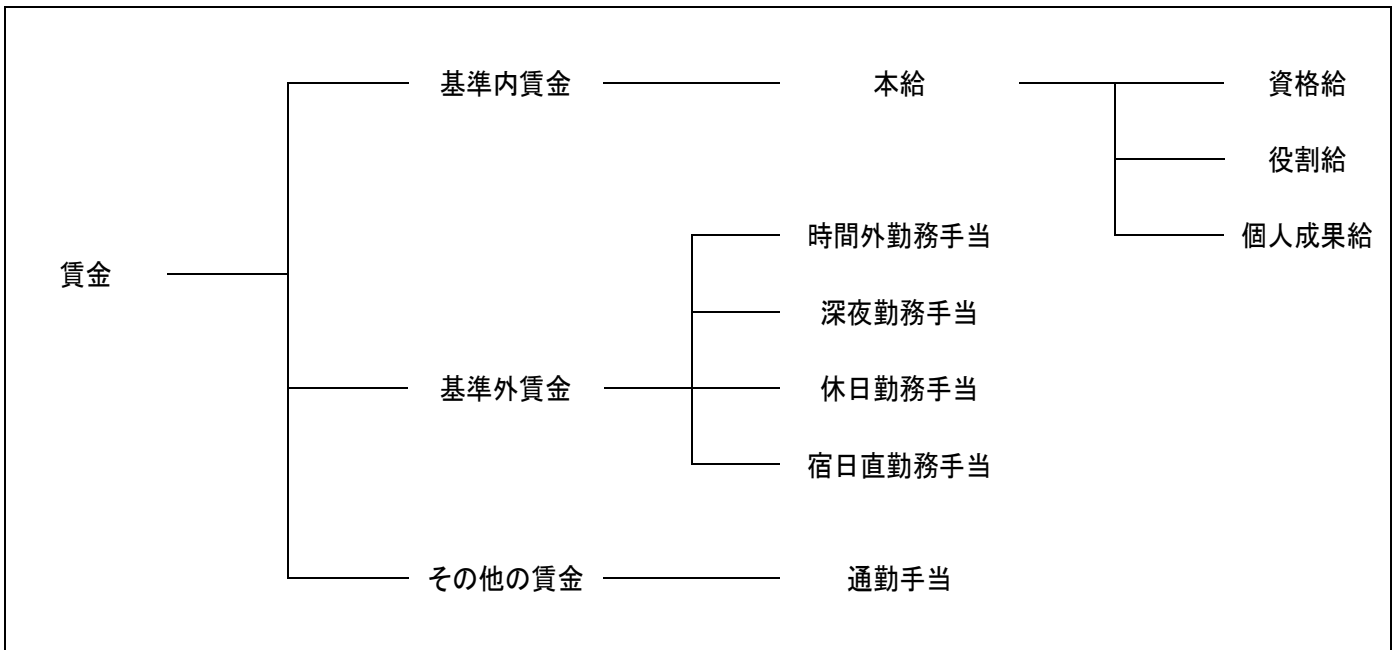 基準内賃金 本給 資格給
役割給
時間外勤務手当 個人成果給
賃金
深夜勤務手当
基準外賃金 休日勤務手当
宿日直勤務手当
その他の賃金 通勤手当